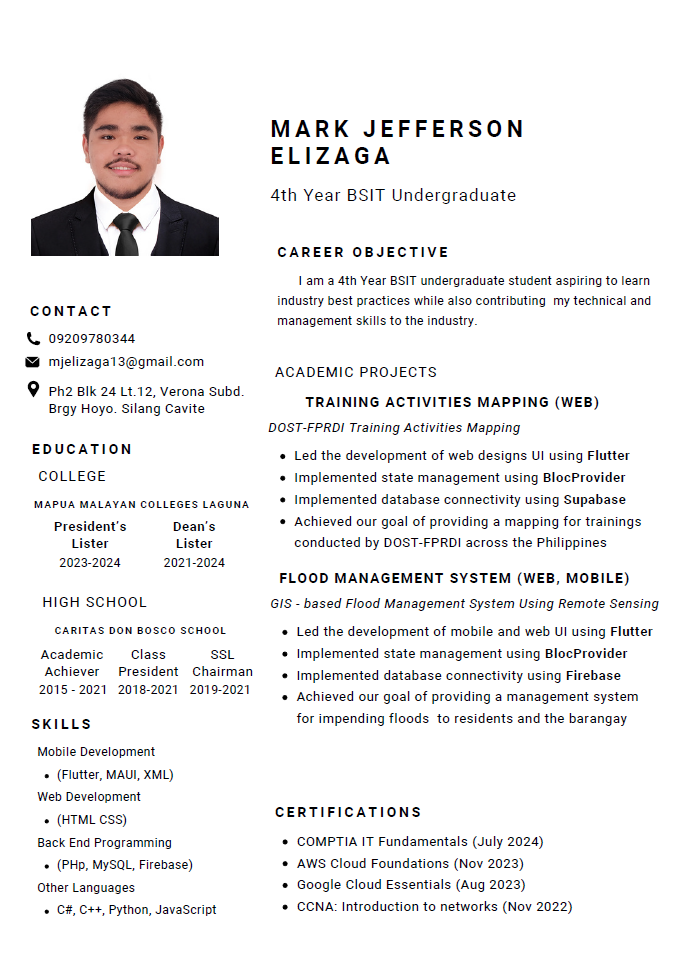 MARK JEFFERSON
ELIZAGA
4th Year BSIT Undergraduate
CONTACT
09209780344
mjelizaga13@gmail.com
Ph2 Blk 24 Lt.12, Verona Subd.
Brgy Hoyo. Silang Cavite
EDUCATION
COLLEGE
MAPUA MALAYAN COLLEGES LAGUNA
President's Dean's
Lister Lister
2023-2024 2021-2024
HIGH SCHOOL
CARITAS DON BOSCO SCHOOL
Academic Class SSL
Achiever President Chairman
2015 - 2021 2018-2021 2019-2021
SKILLS
Mobile Development
• (Flutter, MAUI, XML)
Web Development
• (HTML CSS)
Back End Programming
• (PHp, MySQL, Firebase)
Other Languages
• C#, C++, Python, JavaScript
CAREER OBJECTIVE
I am a 4th Year BSIT undergraduate student aspiring to learn
industry best practices while also contributing  my technical and
management skills to the industry.
ACADEMIC PROJECTS
TRAINING ACTIVITIES MAPPING (WEB)
DOST-FPRDI Training Activities Mapping
• Led the development of web designs UI using Flutter
• Implemented state management using BlocProvider
• Implemented database connectivity using Supabase
• Achieved our goal of providing a mapping for trainings
conducted by DOST-FPRDI across the Philippines
FLOOD MANAGEMENT SYSTEM (WEB, MOBILE)
GIS - based Flood Management System Using Remote Sensing
• Led the development of mobile and web UI using Flutter
• Implemented state management using BlocProvider
• Implemented database connectivity using Firebase
• Achieved our goal of providing a management system
for impending floods  to residents and the barangay
CERTIFICATIONS
• COMPTIA IT Fundamentals (July 2024)
• AWS Cloud Foundations (Nov 2023)
• Google Cloud Essentials (Aug 2023)
• CCNA: Introduction to networks (Nov 2022)